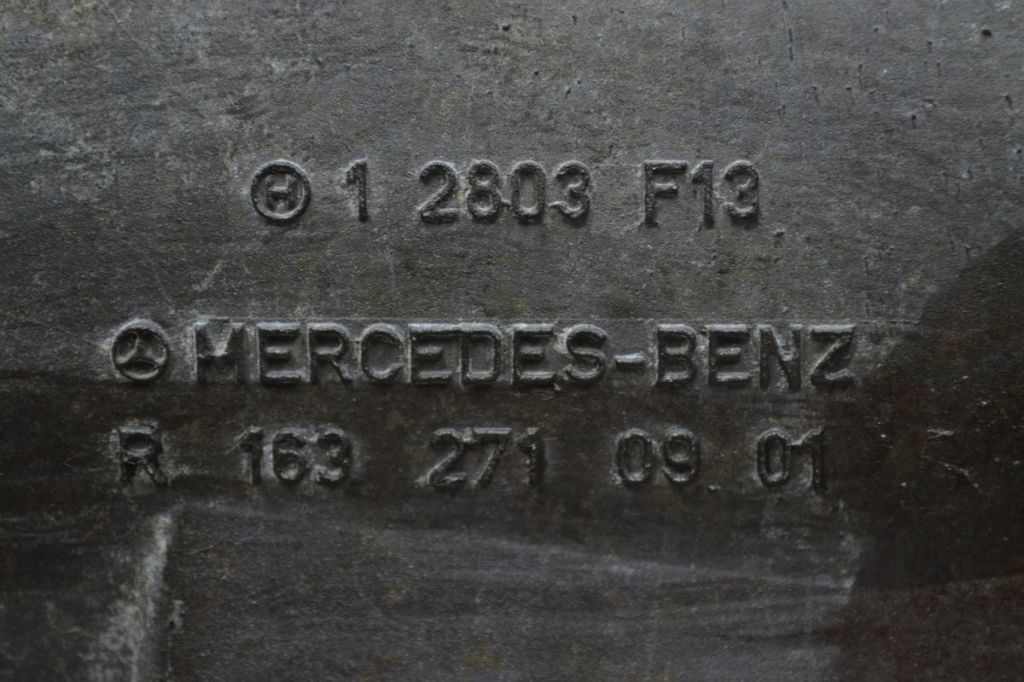 Ⓗ 1 2803 F13
MERCEDES-BENZ
R 163 271 09 01